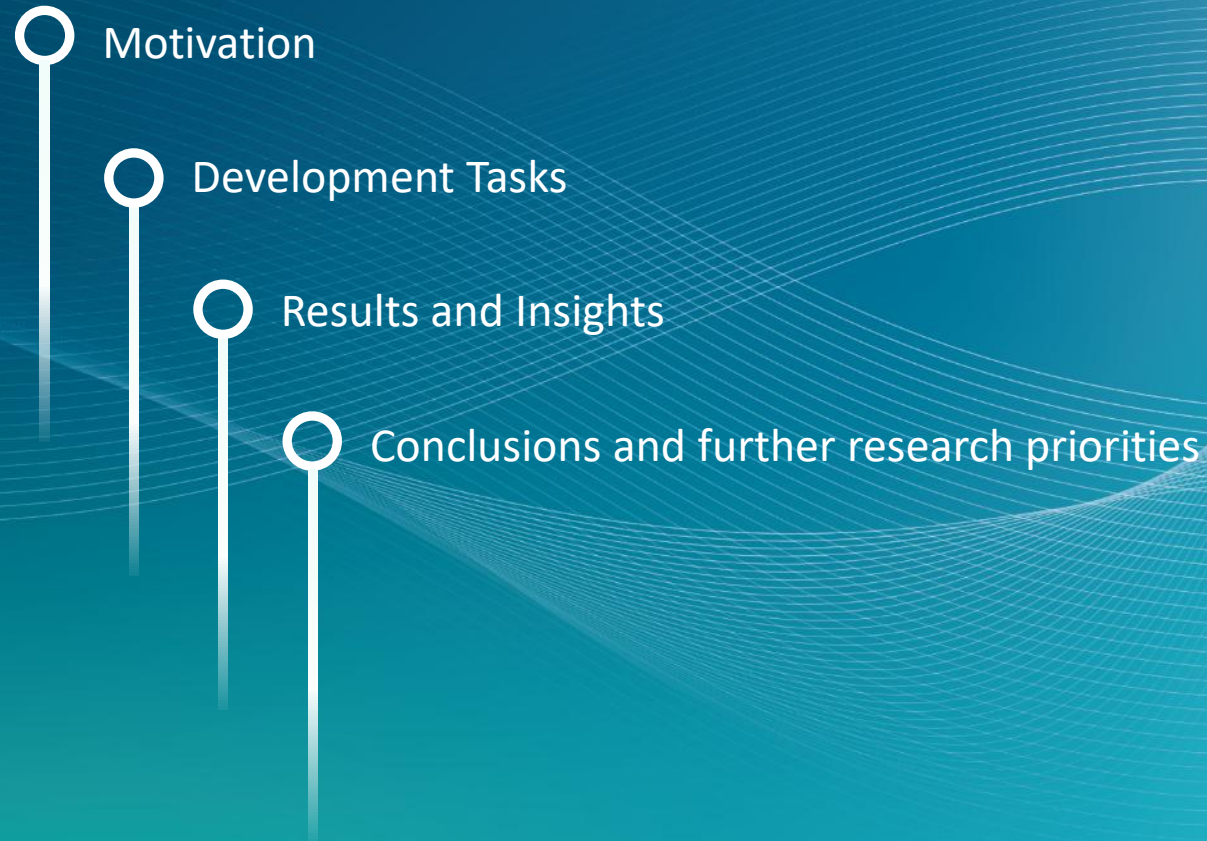 Motivation
Development Tasks
Results and Insights
Conclusions and further research priorities